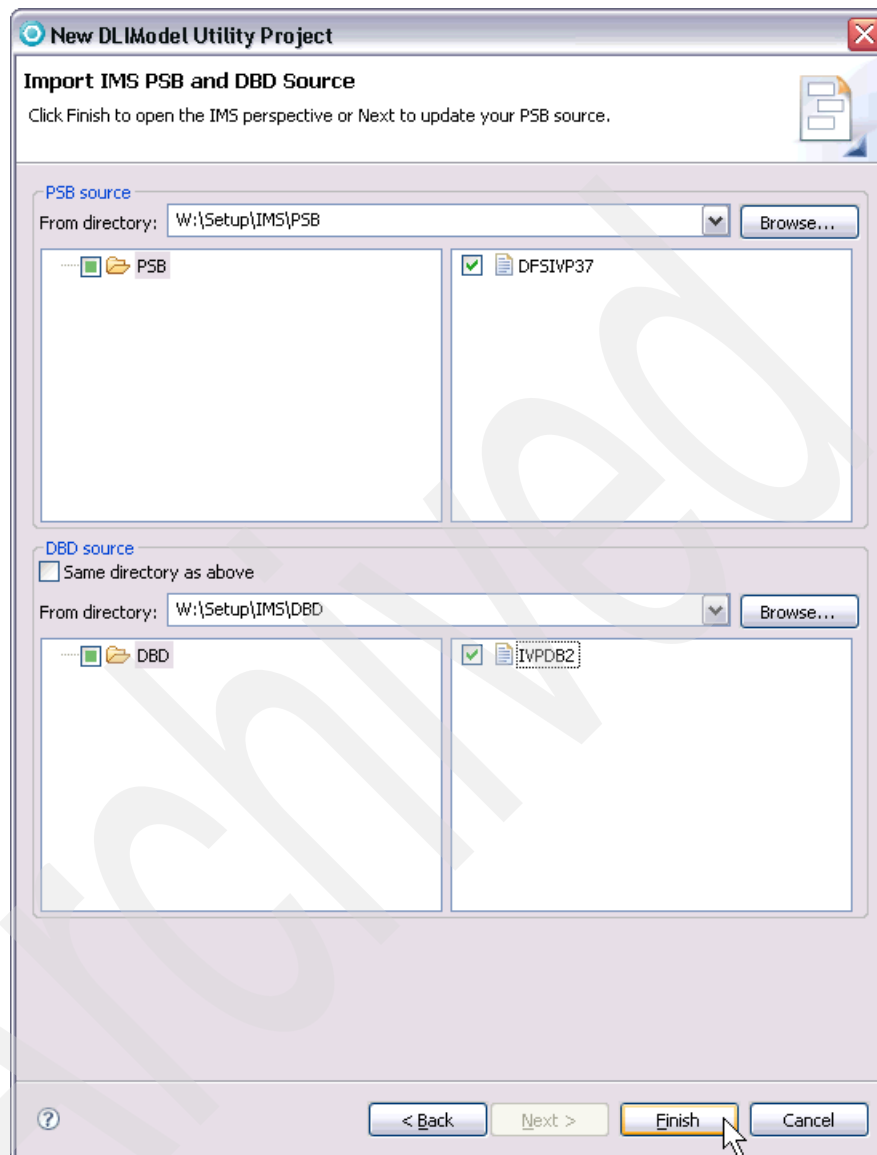 New DLIModel Utility Project
Import IMS PSB and DBD Source
Click Finish to open the IMS perspective or Next to update your PSB source.
PSB source
From directory: W:\Setup\IMS\PSB Browse...
PSB DFSIVP37
DBD source
Same directory as above
From directory: W:\Setup\IMS\DBD Browse...
DBD IVPDB2
? < Back Next > Finish Cancel
Archived